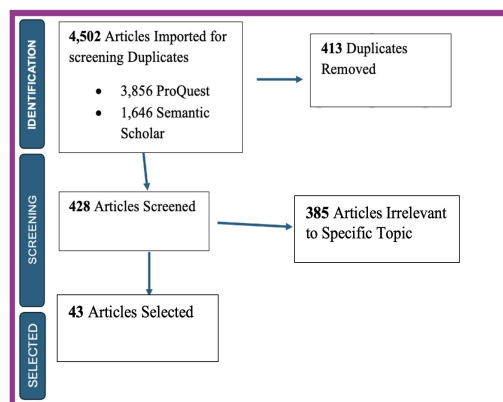 IDENTIFICATION
4,502 Articles Imported for
screening Duplicates
• 3,856 ProQuest
• 1,646 Semantic
Scholar
413 Duplicates
Removed
SCREENING
428 Articles Screened
385 Articles Irrelevant
to Specific Topic
SELECTED
43 Articles Selected